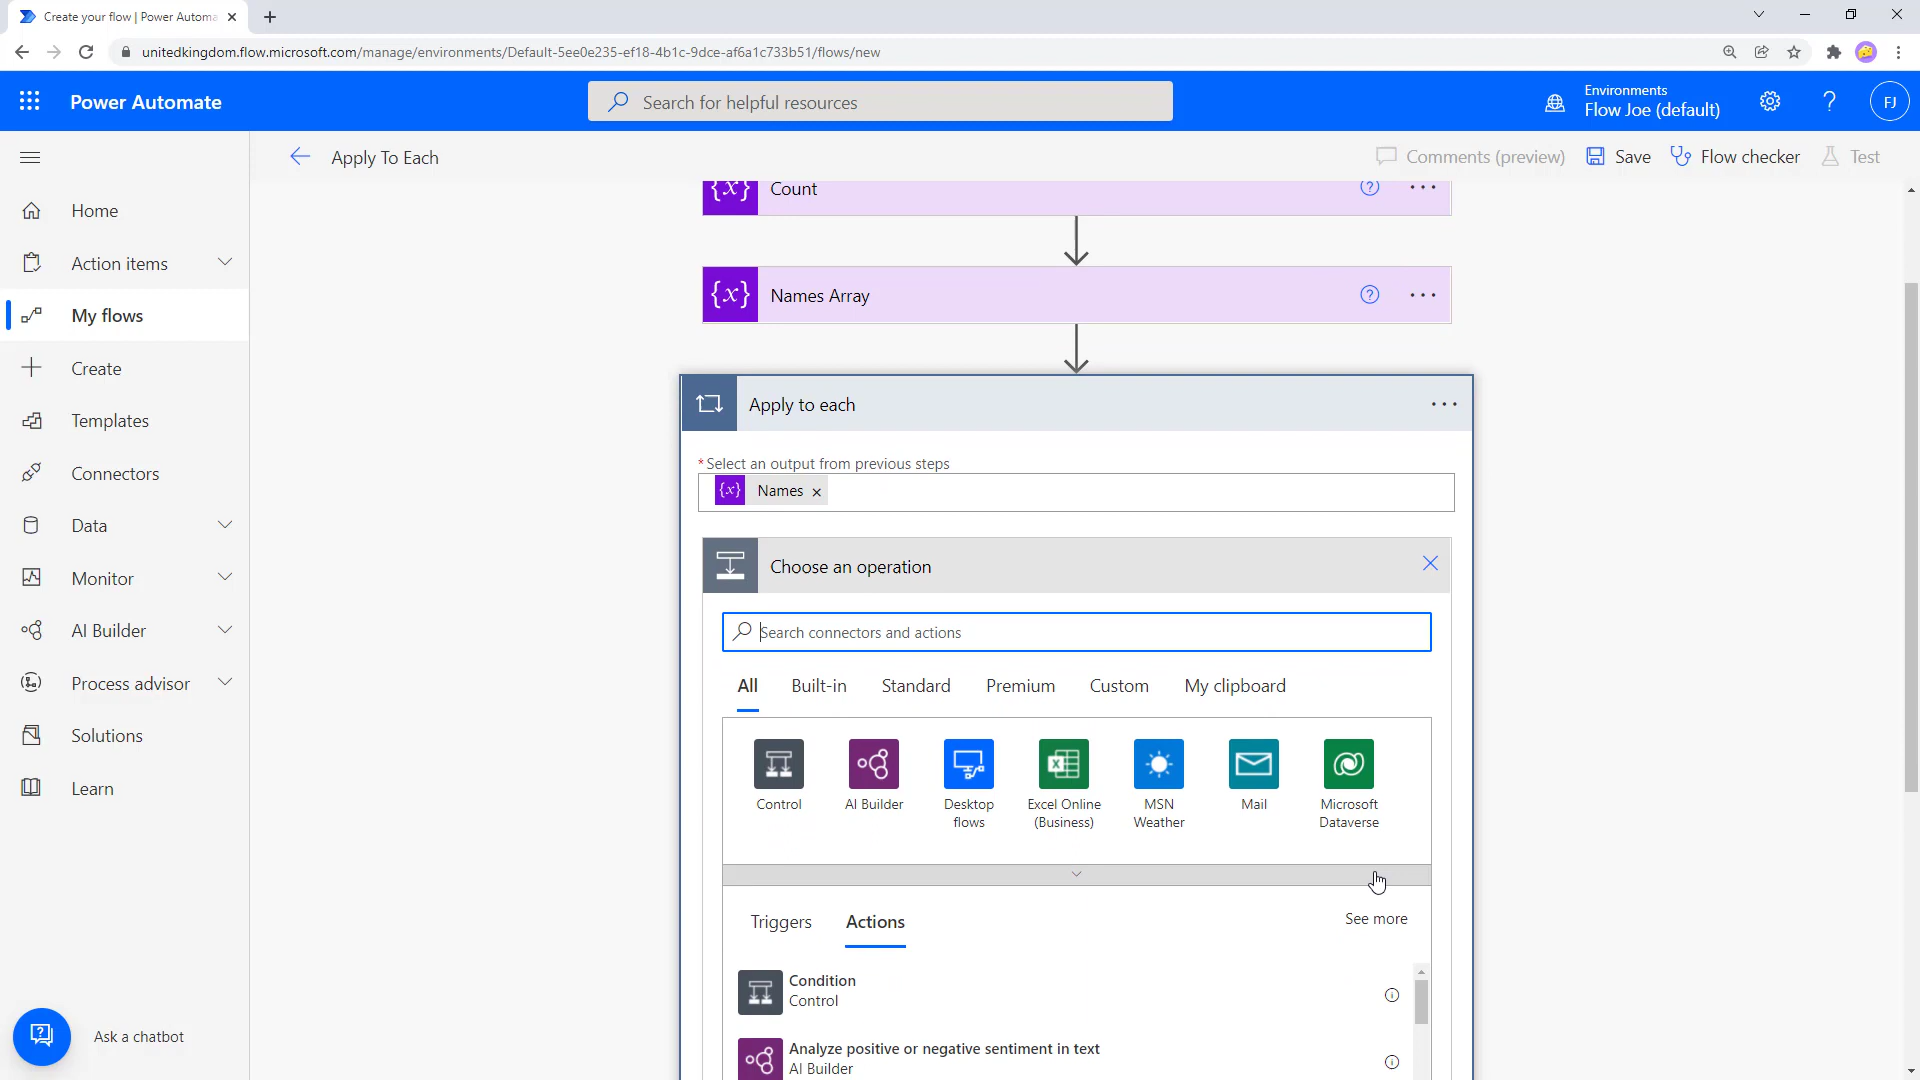 Create your flow | Power Automa
unitedkingdom.flow.microsoft.com/manage/environments/Default-5ee0e235-ef18-4b1c-9dce-af6a1c733b51/flows/new
Power Automate
Search for helpful resources
Environments
Flow Joe (default)
FJ
Apply To Each
Comments (preview)
Save
Flow checker
Test
Home
Action items
My flows
Create
Templates
Connectors
Data
Monitor
AI Builder
Process advisor
Solutions
Learn
Ask a chatbot
{x} Count
{x} Names Array
Apply to each
* Select an output from previous steps
{x} Names
Choose an operation
Search connectors and actions
All Built-in Standard Premium Custom My clipboard
Control
AI Builder
Desktop
flows
Excel Online
(Business)
MSN
Weather
Mail
Microsoft
Dataverse
Triggers Actions See more
Condition
Control
Analyze positive or negative sentiment in text
AI Builder